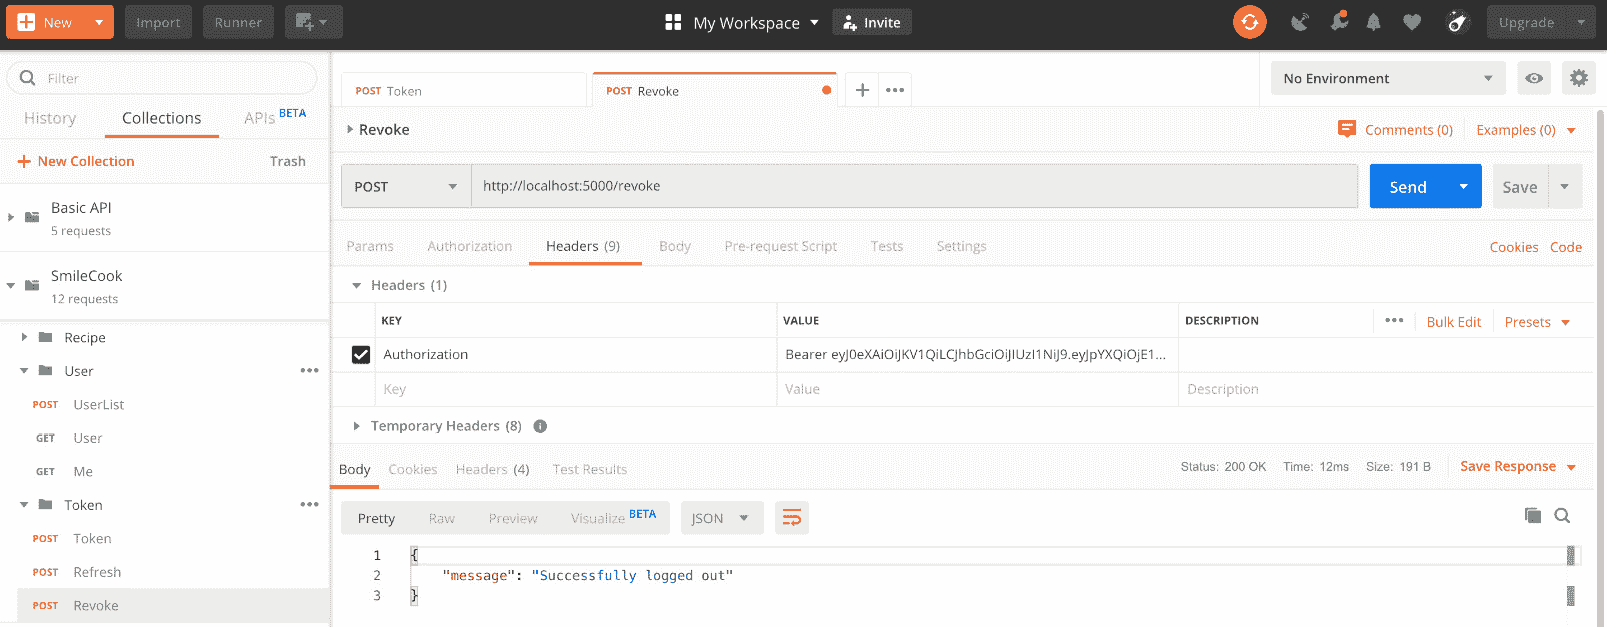 New Import Runner My Workspace Invite Upgrade
Filter
History Collections APIs BETA
New Collection Trash
Basic API
5 requests
SmileCook
12 requests
Recipe
User
POST UserList
GET User
GET Me
Token
POST Token
POST Refresh
POST Revoke
POST Token POST Revoke No Environment
Revoke Comments (0) Examples (0)
POST http://localhost:5000/revoke Send Save
Params Authorization Headers (9) Body Pre-request Script Tests Settings Cookies Code
Headers (1)
KEY VALUE DESCRIPTION Bulk Edit Presets
Authorization Bearer eyJ0eXAiOiJKV1QiLCJhbGciOiJIUzI1NiJ9.eyJpYXQiOjE1...
Key Value Description
Temporary Headers (8)
Body Cookies Headers (4) Test Results Status: 200 OK Time: 12ms Size: 191 B Save Response
Pretty Raw Preview Visualize BETA JSON
1 {
2 "message": "Successfully logged out"
3 }